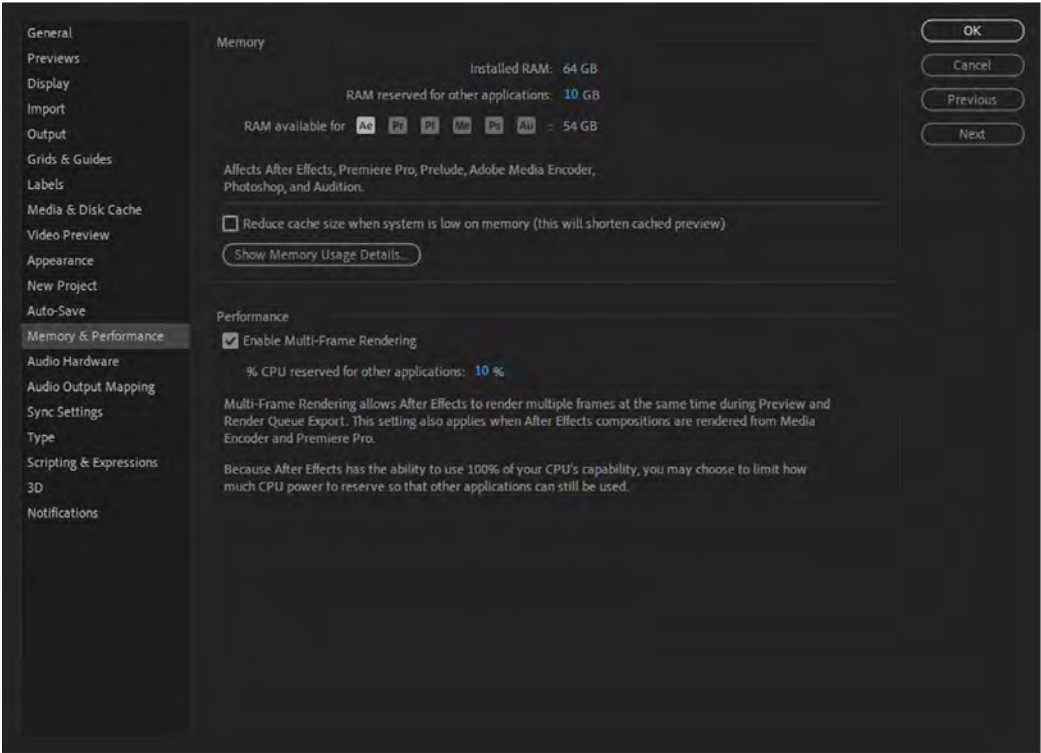 General
Previews
Display
Import
Output
Grids & Guides
Labels
Media & Disk Cache
Video Preview
Appearance
New Project
Auto-Save
Memory & Performance
Audio Hardware
Audio Output Mapping
Sync Settings
Type
Scripting & Expressions
3D
Notifications
Memory
Installed RAM: 64 GB
RAM reserved for other applications: 10 GB
RAM available for Ae Pr Pl Me Ps Au = 54 GB
Affects After Effects, Premiere Pro, Prelude, Adobe Media Encoder,
Photoshop, and Audition.
Reduce cache size when system is low on memory (this will shorten cached preview)
Show Memory Usage Details...
Performance
Enable Multi-Frame Rendering
% CPU reserved for other applications: 10 %
Multi-Frame Rendering allows After Effects to render multiple frames at the same time during Preview and
Render Queue Export. This setting also applies when After Effects compositions are rendered from Media
Encoder and Premiere Pro.
Because After Effects has the ability to use 100% of your CPU's capability, you may choose to limit how
much CPU power to reserve so that other applications can still be used.
OK
Cancel
Previous
Next